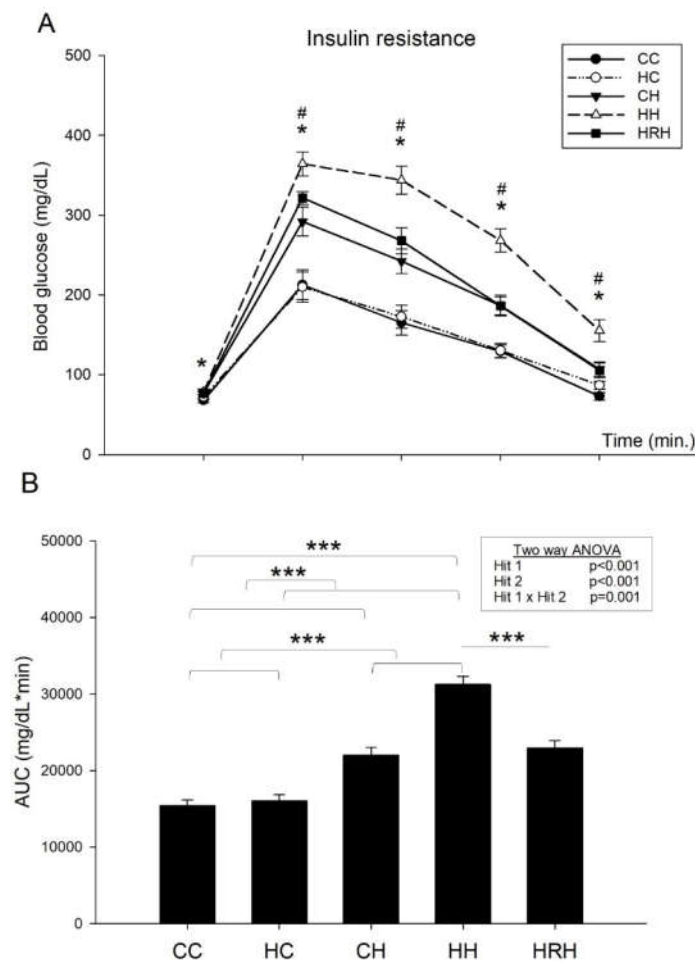 A
Insulin resistance
500
400
300
200
100
0
Blood glucose (mg/dL)
CC
HC
CH
HH
HRH
# # # #
* * * * *
Time (min.)
B
50000
40000
30000
20000
10000
0
AUC (mg/dL*min)
Two way ANOVA
Hit 1 p<0.001
Hit 2 p<0.001
Hit 1 x Hit 2 p=0.001
***
***
*** ***
CC HC CH HH HRH